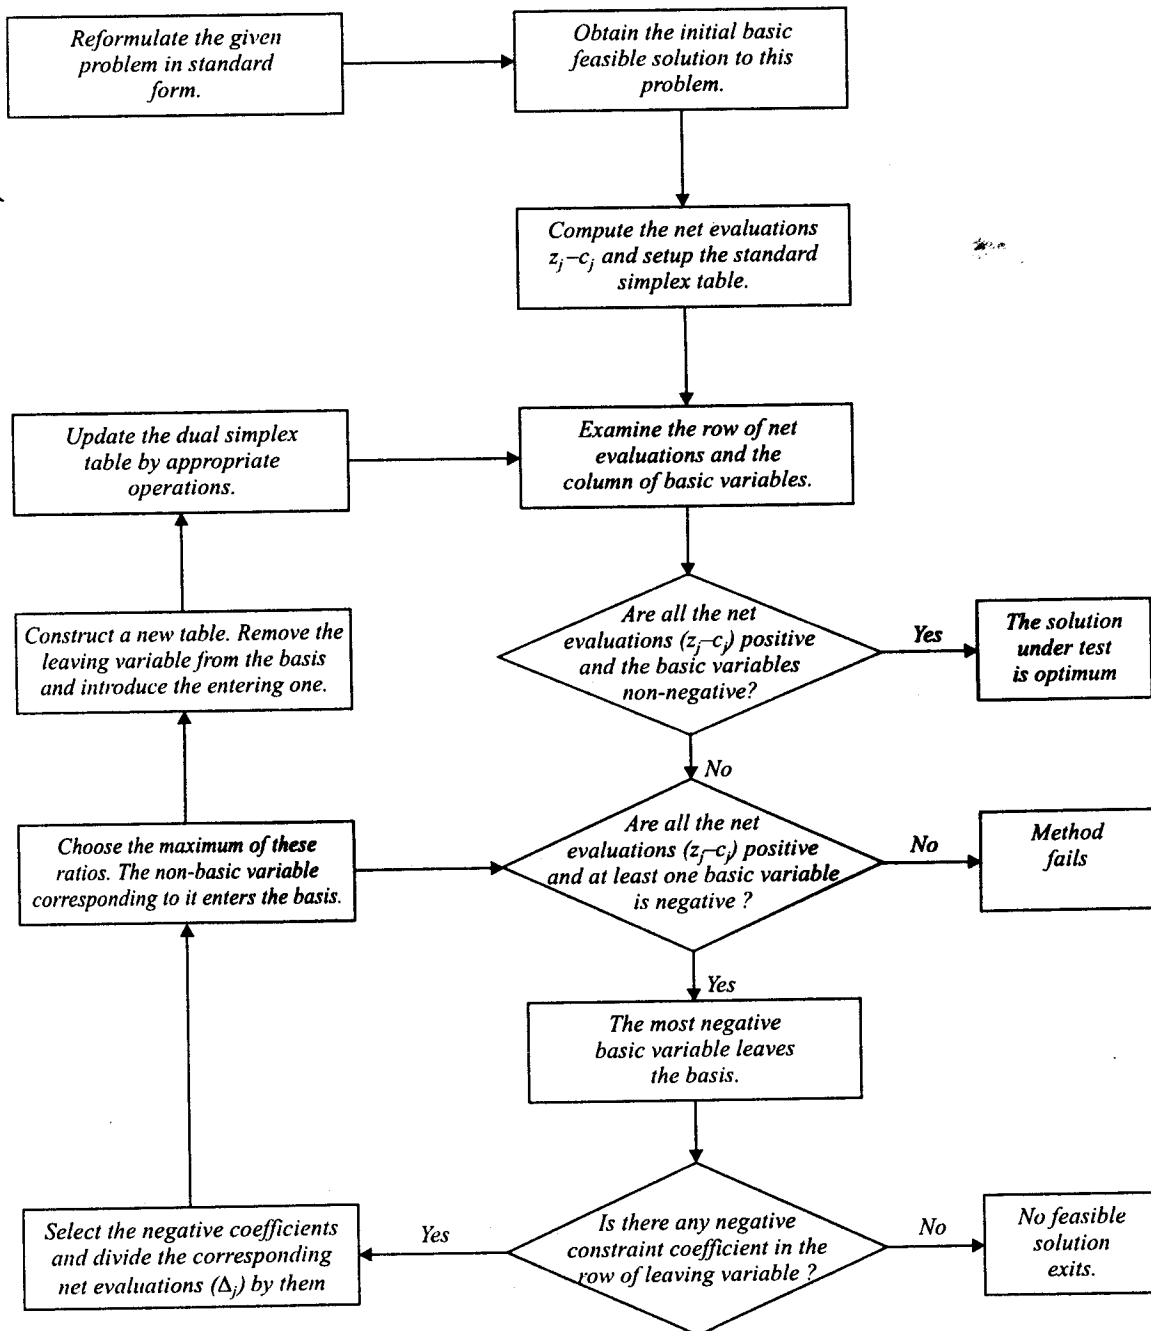 Reformulate the given
problem in standard
form.
Obtain the initial basic
feasible solution to this
problem.
Compute the net evaluations
z_j–c_j and setup the standard
simplex table.
Update the dual simplex
table by appropriate
operations.
Examine the row of net
evaluations and the
column of basic variables.
Construct a new table. Remove the
leaving variable from the basis
and introduce the entering one.
Are all the net
evaluations (z_j–c_j) positive
and the basic variables
non-negative?
Yes
The solution
under test
is optimum
No
Choose the maximum of these
ratios. The non-basic variable
corresponding to it enters the basis.
Are all the net
evaluations (z_j–c_j) positive
and at least one basic variable
is negative ?
No
Method
fails
Yes
The most negative
basic variable leaves
the basis.
Select the negative coefficients
and divide the corresponding
net evaluations (Δ_j) by them
Yes
Is there any negative
constraint coefficient in the
row of leaving variable ?
No
No feasible
solution
exits.